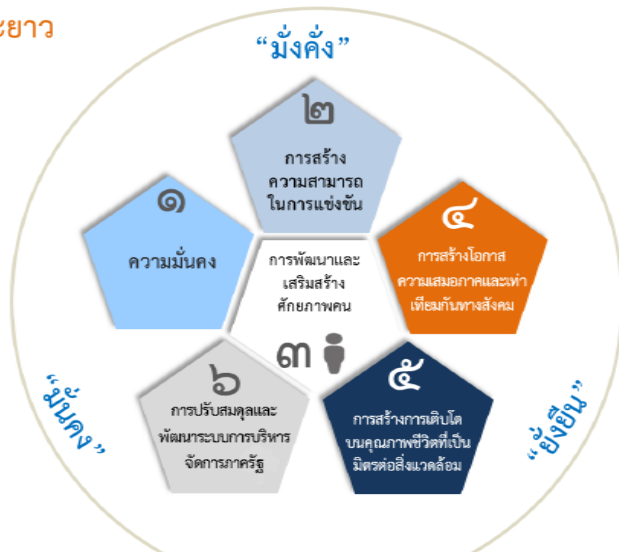 ะยาว
“มั่งคั่ง”
๒
การสร้าง
ความสามารถ
ในการแข่งขัน
๑
ความมั่นคง
การพัฒนาและ
เสริมสร้าง
ศักยภาพคน
๓
๔
การสร้างโอกาส
ความเสมอภาคและเท่า
เทียมกันทางสังคม
๖
การปรับสมดุลและ
พัฒนาระบบการบริหาร
จัดการภาครัฐ
๕
การสร้างการเติบโต
บนคุณภาพชีวิตที่เป็น
มิตรต่อสิ่งแวดล้อม
“มั่นคง”
“ยั่งยืน”